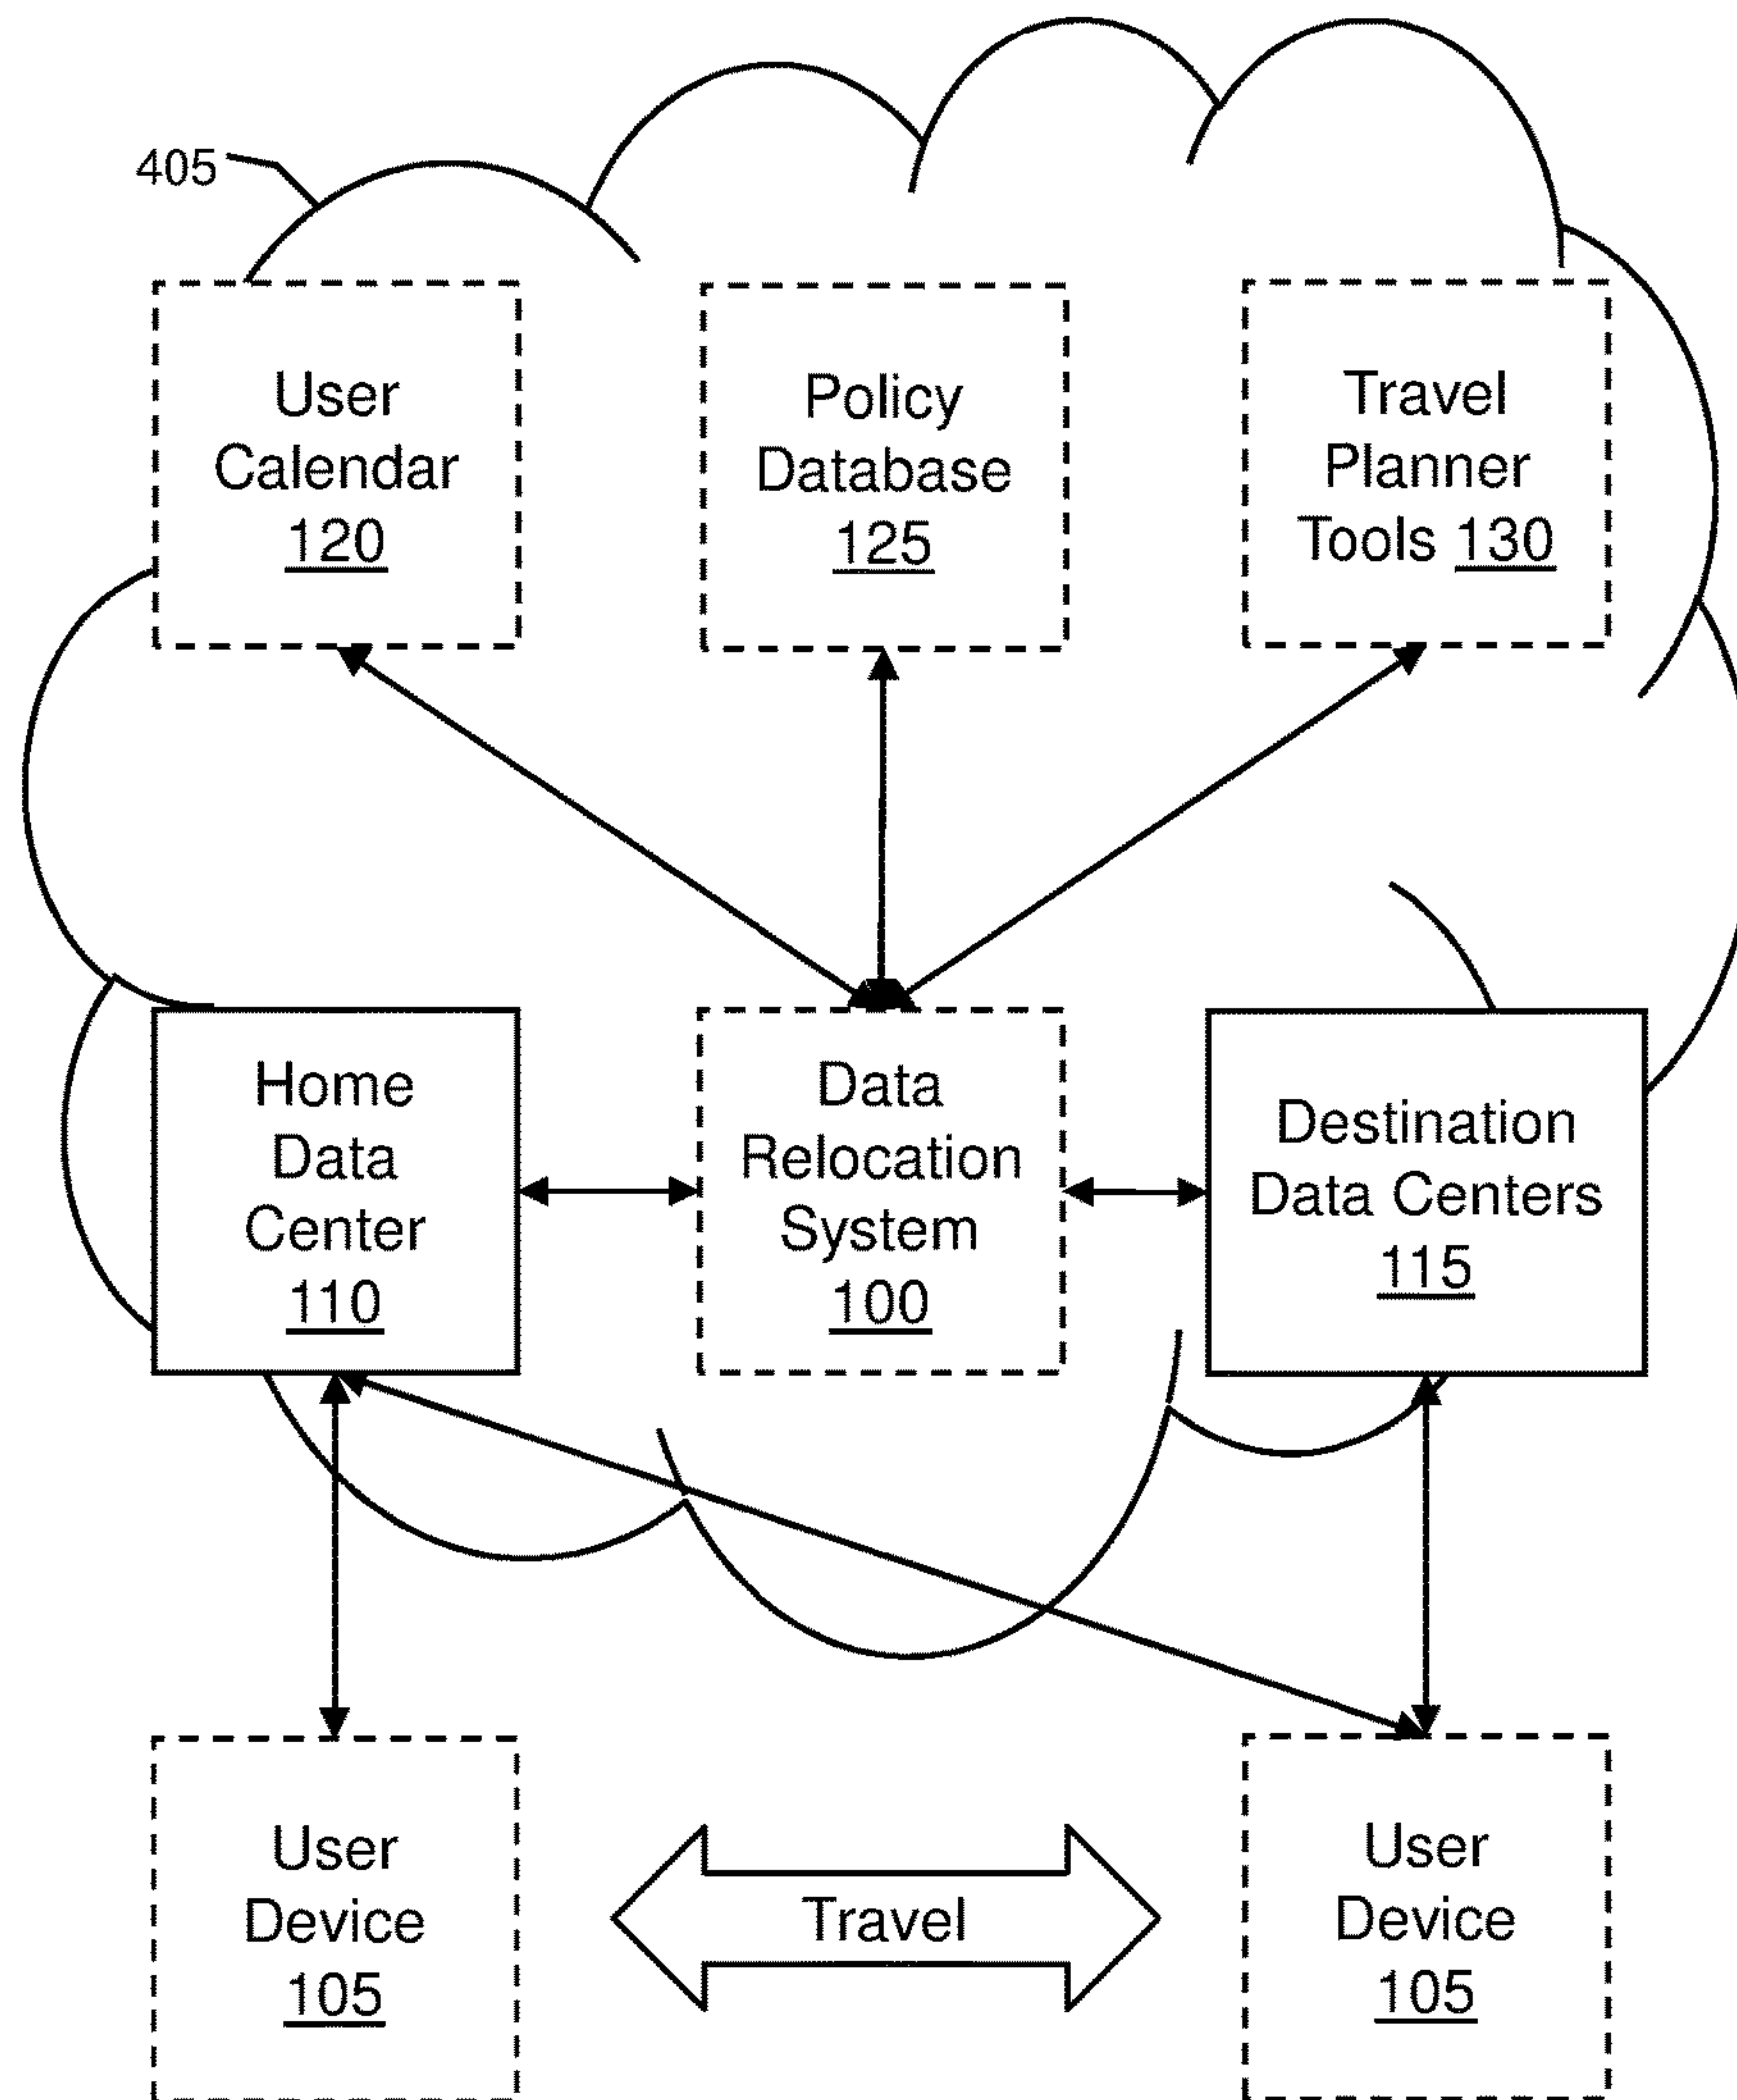 405
User
Calendar
120
Policy
Database
125
Travel
Planner
Tools 130
Home
Data
Center
110
Data
Relocation
System
100
Destination
Data Centers
115
User
Device
105
Travel
User
Device
105